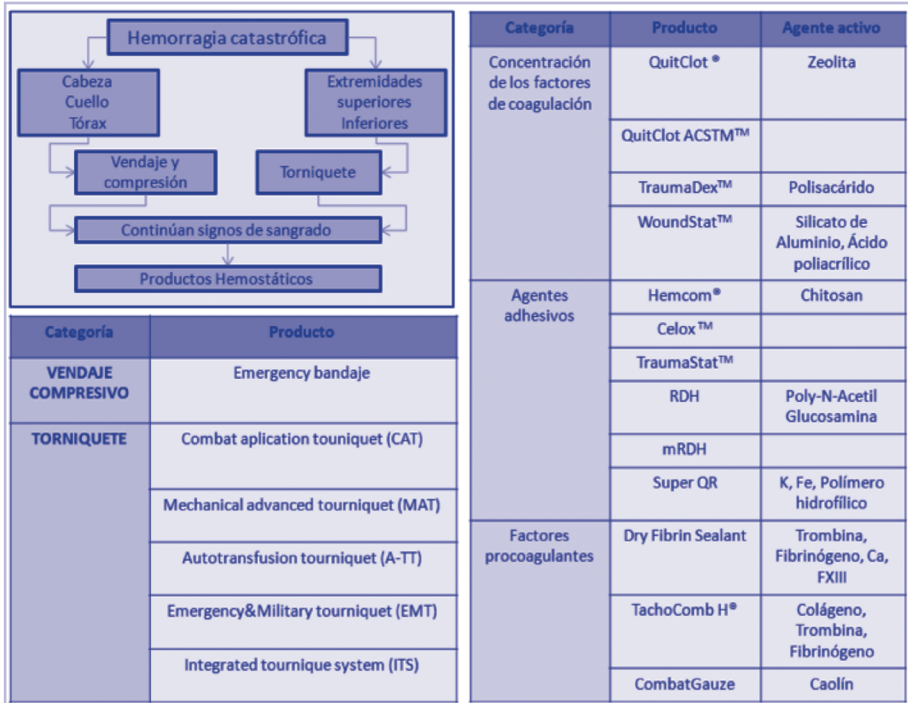 Hemorragia catastrófica
Cabeza
Cuello
Tórax
Extremidades
superiores
Inferiores
Vendaje y
compresión
Torniquete
Continúan signos de sangrado
Productos Hemostáticos
Categoría Producto
VENDAJE
COMPRESIVO
Emergency bandaje
TORNIQUETE
Combat aplication touniquet (CAT)
Mechanical advanced tourniquet (MAT)
Autotransfusion tourniquet (A-TT)
Emergency&Military tourniquet (EMT)
Integrated tournique system (ITS)
Categoría Producto Agente activo
Concentración
de los factores
de coagulación
QuitClot ® Zeolita
QuitClot ACSTM™
TraumaDex™ Polisacárido
WoundStat™ Silicato de
Aluminio, Ácido
poliacrílico
Agentes
adhesivos
Hemcom® Chitosan
Celox™
TraumaStat™
RDH Poly-N-Acetil
Glucosamina
mRDH
Super QR K, Fe, Polímero
hidrofílico
Factores
procoagulantes
Dry Fibrin Sealant Trombina,
Fibrinógeno, Ca,
FXIII
TachoComb H® Colágeno,
Trombina,
Fibrinógeno
CombatGauze Caolín